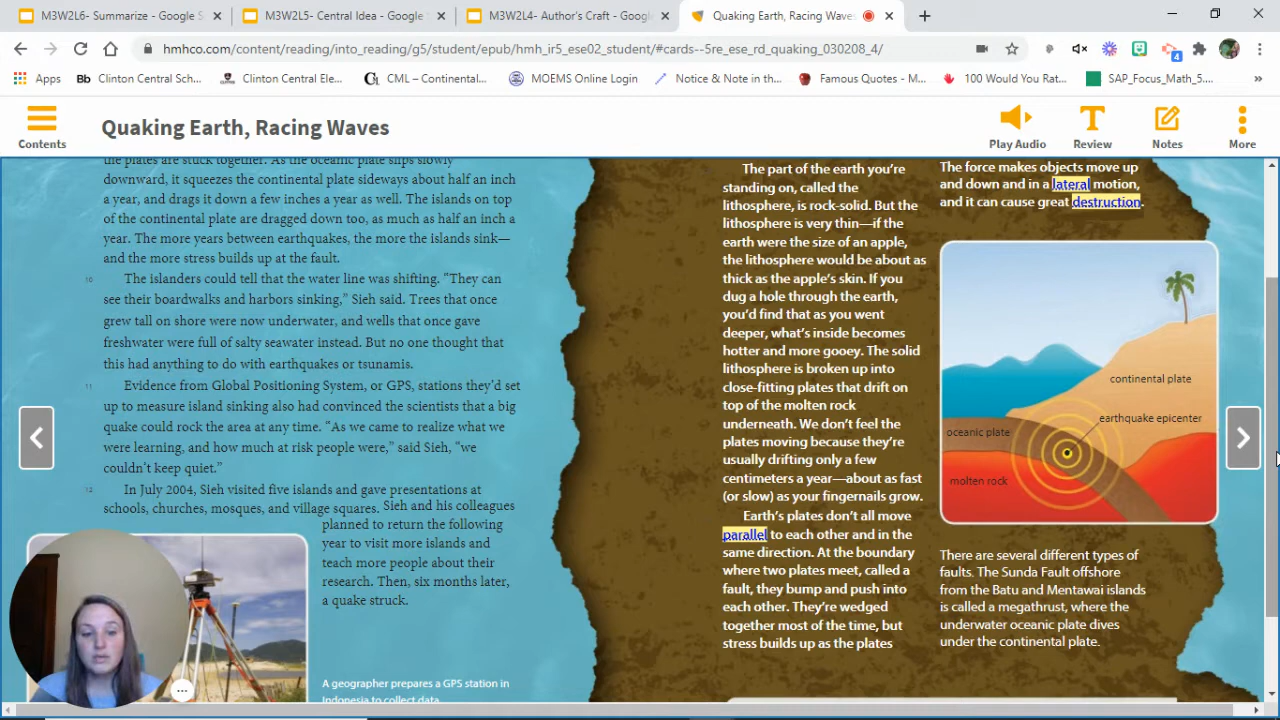 M3W2L6- Summarize - Google S
M3W2L5- Central Idea - Google
M3W2L4- Author's Craft - Googl
Quaking Earth, Racing Waves
hmhco.com/content/reading/into_reading/g5/student/epub/hmh_ir5_ese02_student/#cards--5re_ese_rd_quaking_030208_4/
4
Apps
Bb Clinton Central Sch...
Clinton Central Ele...
CML – Continental...
MOEMS Online Login
Notice & Note in th...
Famous Quotes - M...
100 Would You Rat...
SAP_Focus_Math_5....
»
Contents
Quaking Earth, Racing Waves
Play Audio
Review
Notes
More
the plates are stuck together. As the oceanic plate slips slowly
downward, it squeezes the continental plate sideways about half an inch
a year, and drags it down a few inches a year as well. The islands on top
of the continental plate are dragged down too, as much as half an inch a
year. The more years between earthquakes, the more the islands sink—
and the more stress builds up at the fault.
10 The islanders could tell that the water line was shifting. “They can
see their boardwalks and harbors sinking,” Sieh said. Trees that once
grew tall on shore were now underwater, and wells that once gave
freshwater were full of salty seawater instead. But no one thought that
this had anything to do with earthquakes or tsunamis.
11 Evidence from Global Positioning System, or GPS, stations they’d set
up to measure island sinking also had convinced the scientists that a big
quake could rock the area at any time. “As we came to realize what we
were learning, and how much at risk people were,” said Sieh, “we
couldn’t keep quiet.”
12 In July 2004, Sieh visited five islands and gave presentations at
schools, churches, mosques, and village squares. Sieh and his colleagues
planned to return the following
year to visit more islands and
teach more people about their
research. Then, six months later,
a quake struck.
A geographer prepares a GPS station in
Indonesia to collect data.
The part of the earth you’re
standing on, called the
lithosphere, is rock-solid. But the
lithosphere is very thin—if the
earth were the size of an apple,
the lithosphere would be about as
thick as the apple’s skin. If you
dug a hole through the earth,
you’d find that as you went
deeper, what’s inside becomes
hotter and more gooey. The solid
lithosphere is broken up into
close-fitting plates that drift on
top of the molten rock
underneath. We don’t feel the
plates moving because they’re
usually drifting only a few
centimeters a year—about as fast
(or slow) as your fingernails grow.
Earth’s plates don’t all move
parallel to each other and in the
same direction. At the boundary
where two plates meet, called a
fault, they bump and push into
each other. They’re wedged
together most of the time, but
stress builds up as the plates
The force makes objects move up
and down and in a lateral motion,
and it can cause great destruction.
continental plate
earthquake epicenter
oceanic plate
molten rock
There are several different types of
faults. The Sunda Fault offshore
from the Batu and Mentawai islands
is called a megathrust, where the
underwater oceanic plate dives
under the continental plate.